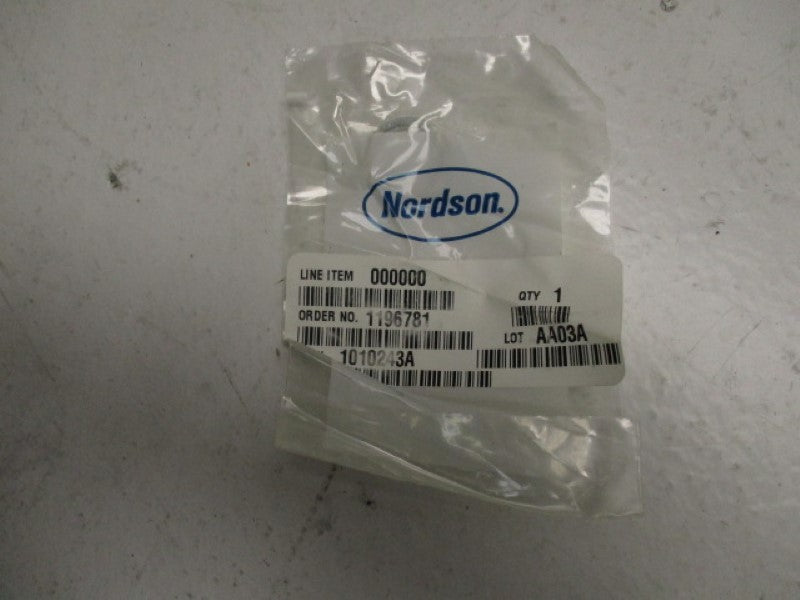 Nordson.
LINE ITEM 000000
QTY 1
ORDER NO. 1196781
LOT AA03A
1010243A